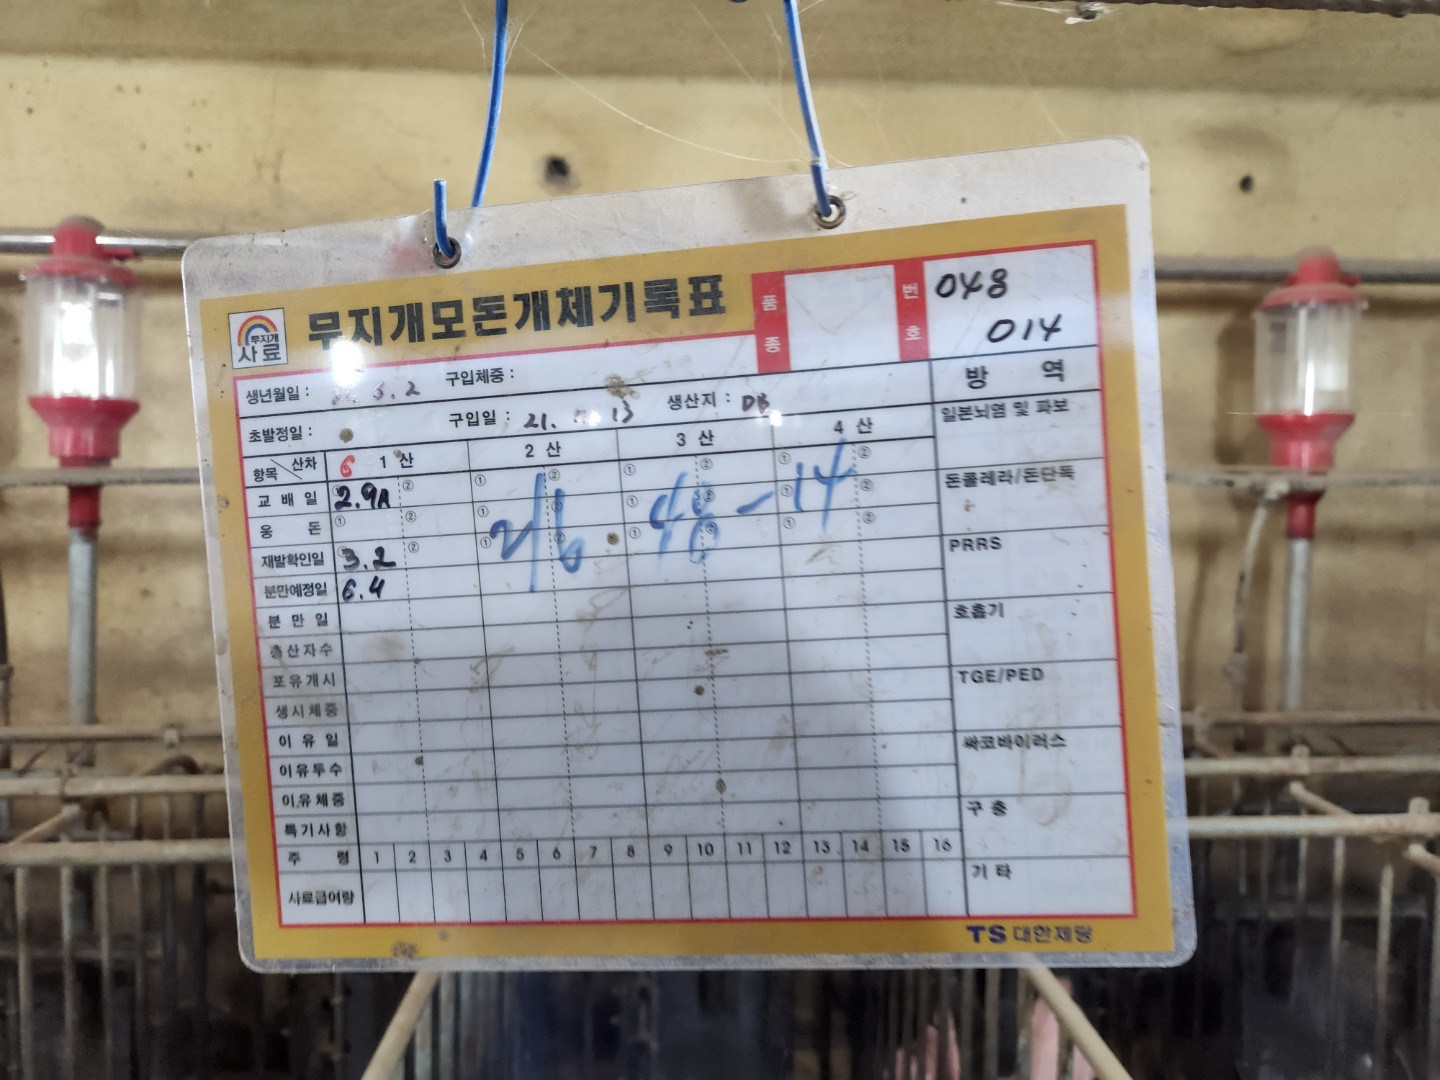 무지개
사료
무지개모돈개체기록표
품종
번호
048
014
생년월일 : 6.2 구입체중 :
초발정일 : 구입일 : 21. 13 생산지 : DB
방 역
항목 산차 6 1 산 2 산 3 산 4 산
일본뇌염 및 파보
교 배 일 ① 2.9A ② ① ② ① ② ① ②
돈콜레라/돈단독
웅 돈 ① ② ① ② ① ② ① ②
재발확인일 3.2 ② ① ② ① ② ① ②
2/6 48-14
PRRS
분만예정일 6.4
분 만 일
호흡기
총산자수
포유개시
TGE/PED
생시체중
이 유 일
싸코바이러스
이유두수
이유체중
구 충
특기사항
주 령 1 2 3 4 5 6 7 8 9 10 11 12 13 14 15 16
기 타
사료급여량
TS 대한제당